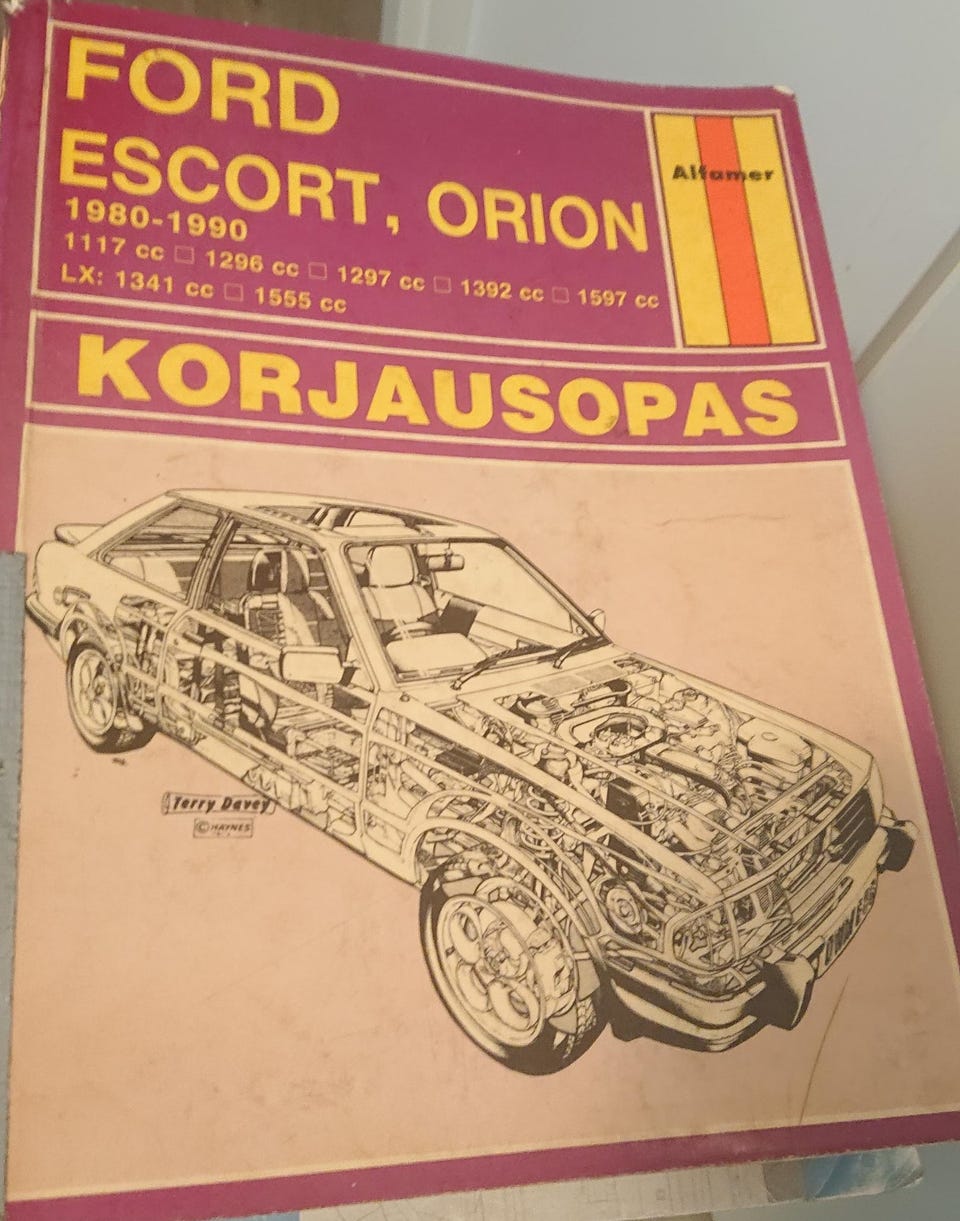 FORD
ESCORT, ORION
1980-1990
1117 cc □ 1296 cc □ 1297 cc □ 1392 cc □ 1597 cc
LX: 1341 cc □ 1555 cc
Alfamer
KORJAUSOPAS
Terry Davey
© HAYNES